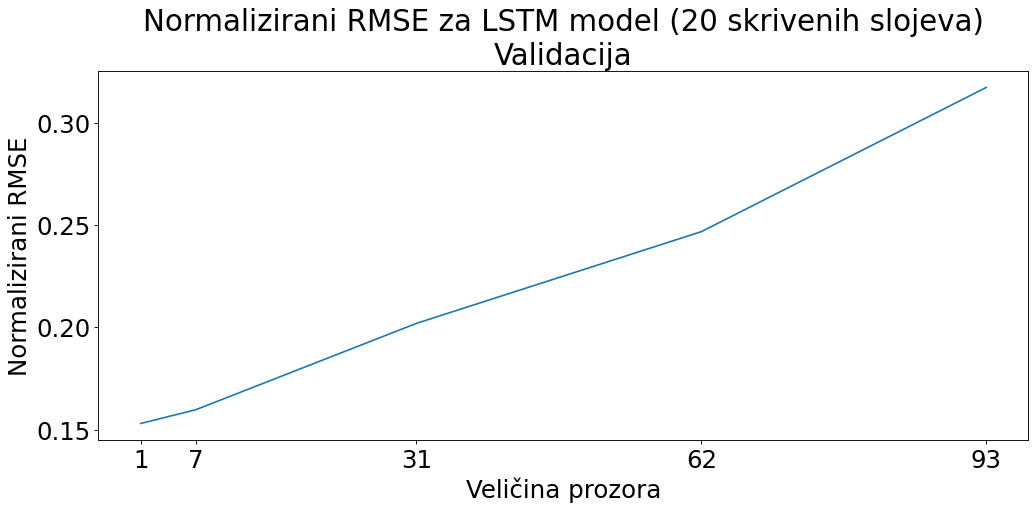 Normalizirani RMSE za LSTM model (20 skrivenih slojeva)
Validacija
Normalizirani RMSE
0.30
0.25
0.20
0.15
1 7 31 62 93
Veličina prozora